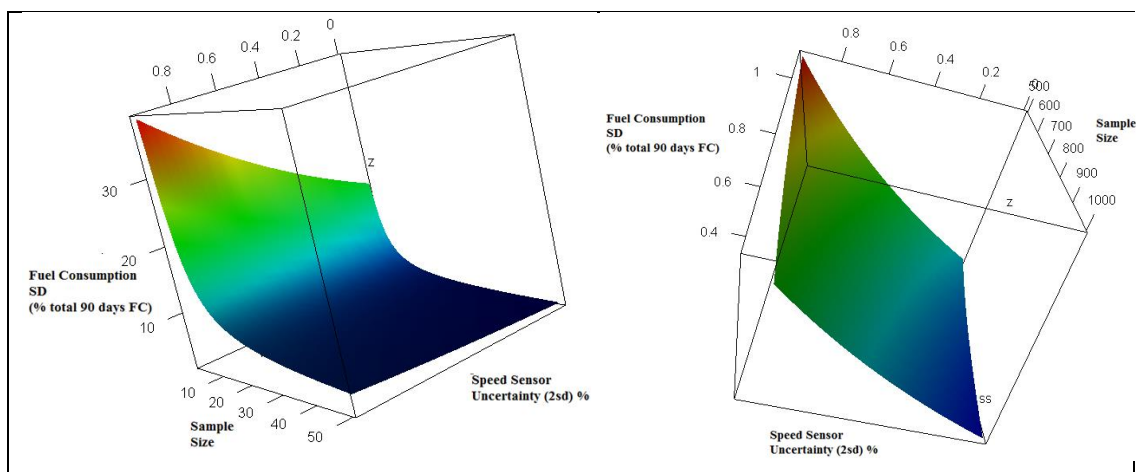 0.8 0.6 0.4 0.2 0
z
30
20
10
Fuel Consumption
SD
(% total 90 days FC)
10 20 30 40 50
Sample
Size
Speed Sensor
Uncertainty (2sd) %
0.8 0.6 0.4 0.2 0
500
600
700
800
900
1000
Sample
Size
1
0.8
0.6
0.4
Fuel Consumption
SD
(% total 90 days FC)
z
ss
Speed Sensor
Uncertainty (2sd) %